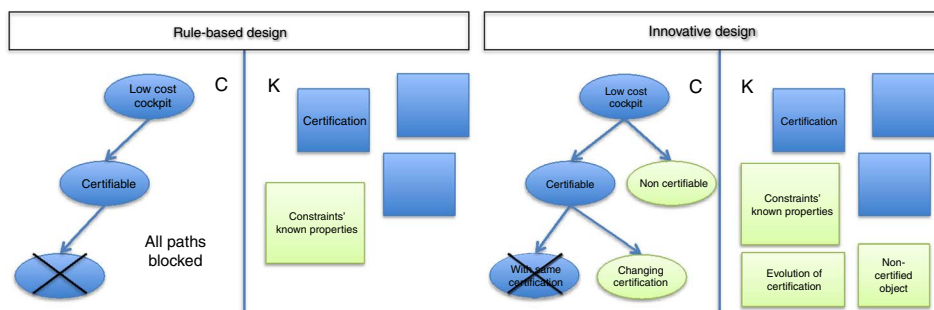 Rule-based design
C
K
Low cost
cockpit
Certification
Certifiable
Constraints'
known properties
All paths
blocked
Innovative design
C
K
Low cost
cockpit
Certification
Certifiable
Non certifiable
Constraints'
known properties
With same
certification
Changing
certification
Evolution of
certification
Non-
certified
object